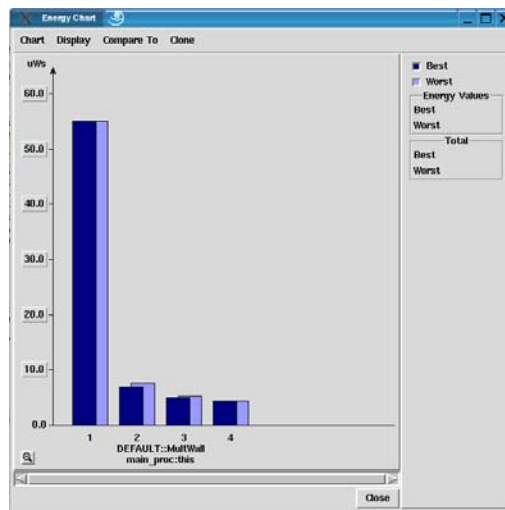 Energy Chart
Chart Display Compare To Clone
uWs
60.0
50.0
40.0
30.0
20.0
10.0
0.0
1 2 3 4
DEFAULT::MultWall
main_proc:this
Best
Worst
Energy Values
Best
Worst
Total
Best
Worst
Close